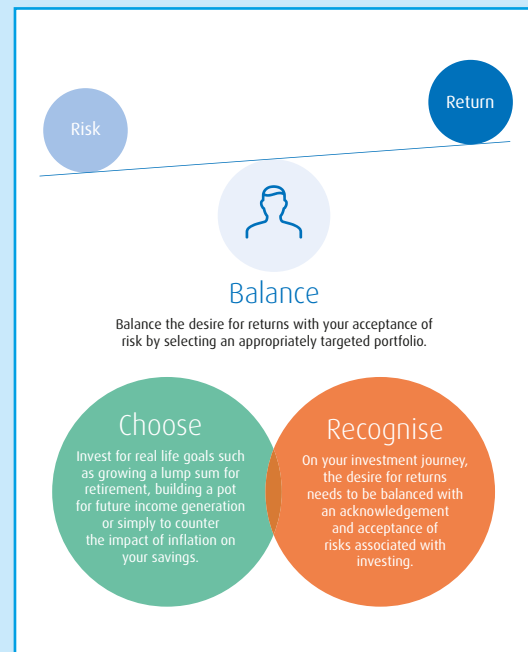 Risk
Return
Balance
Balance the desire for returns with your acceptance of
risk by selecting an appropriately targeted portfolio.
Choose
Invest for real life goals such
as growing a lump sum for
retirement, building a pot
for future income generation
or simply to counter
the impact of inflation on
your savings.
Recognise
On your investment journey,
the desire for returns
needs to be balanced with
an acknowledgement
and acceptance of
risks associated with
investing.